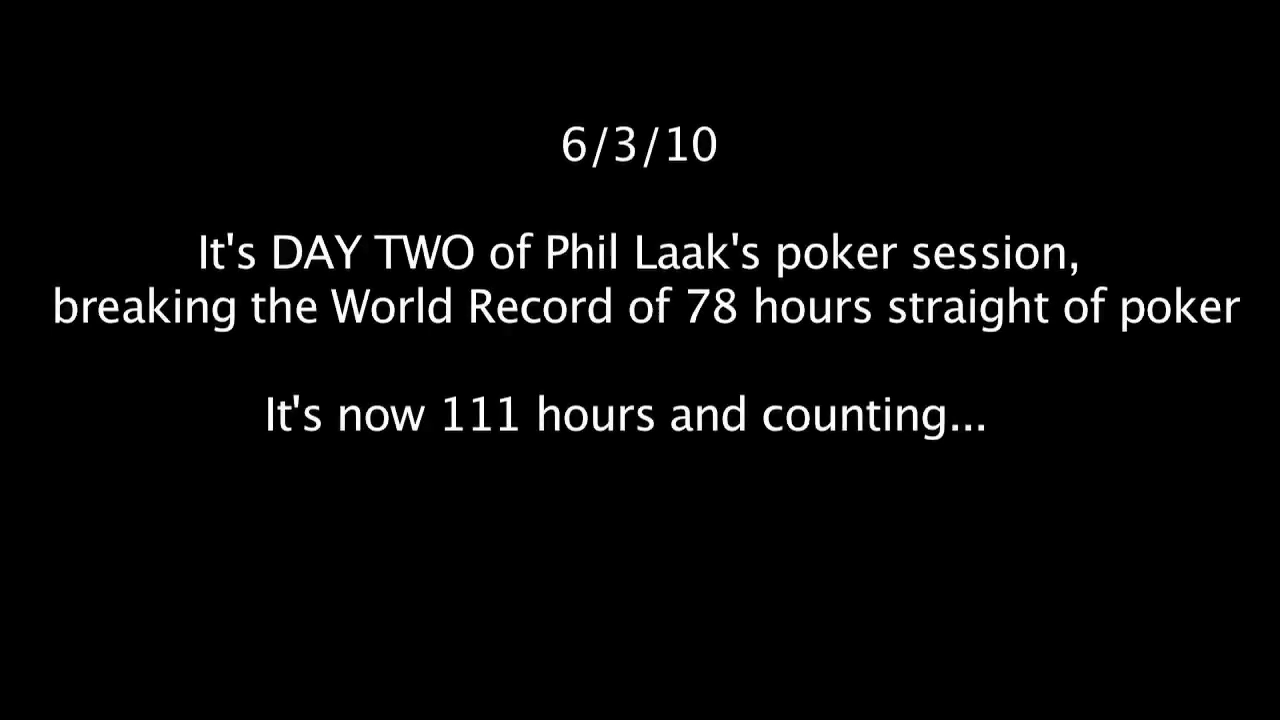 6/3/10
It's DAY TWO of Phil Laak's poker session,
breaking the World Record of 78 hours straight of poker
It's now 111 hours and counting...